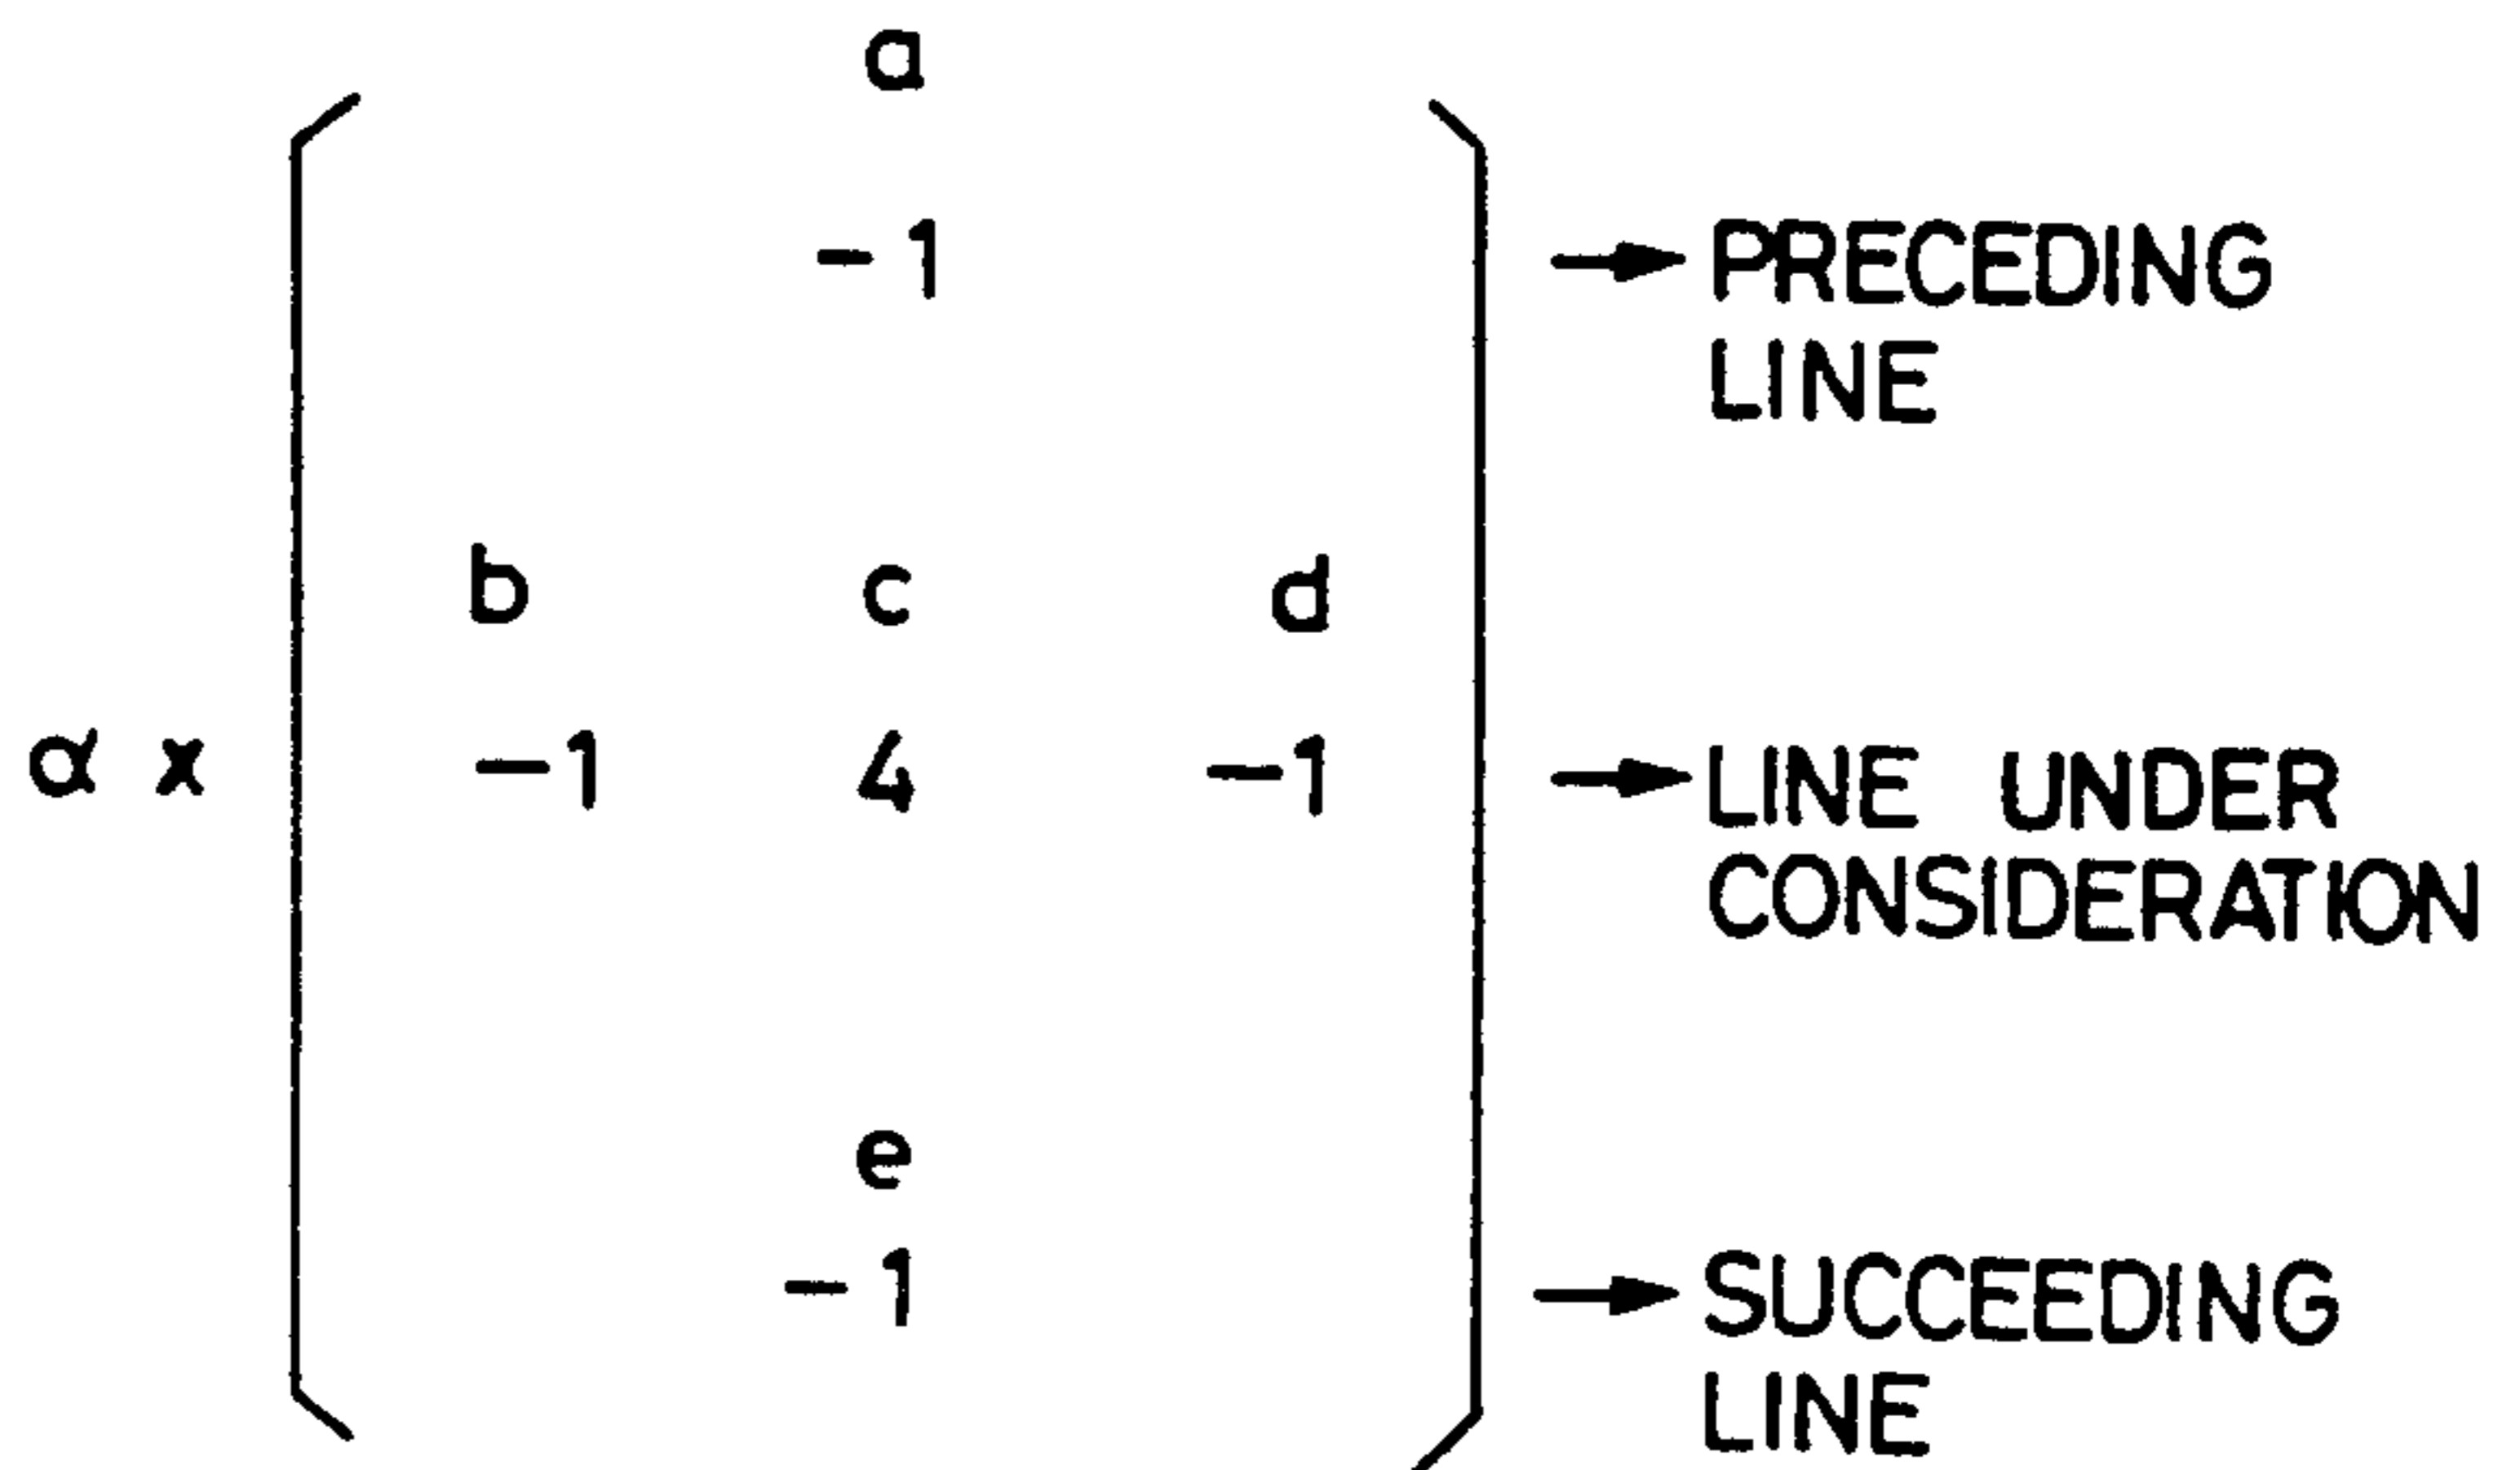 a
-1 → PRECEDING
LINE
b c d
α x -1 4 -1 → LINE UNDER
CONSIDERATION
e
-1 → SUCCEEDING
LINE